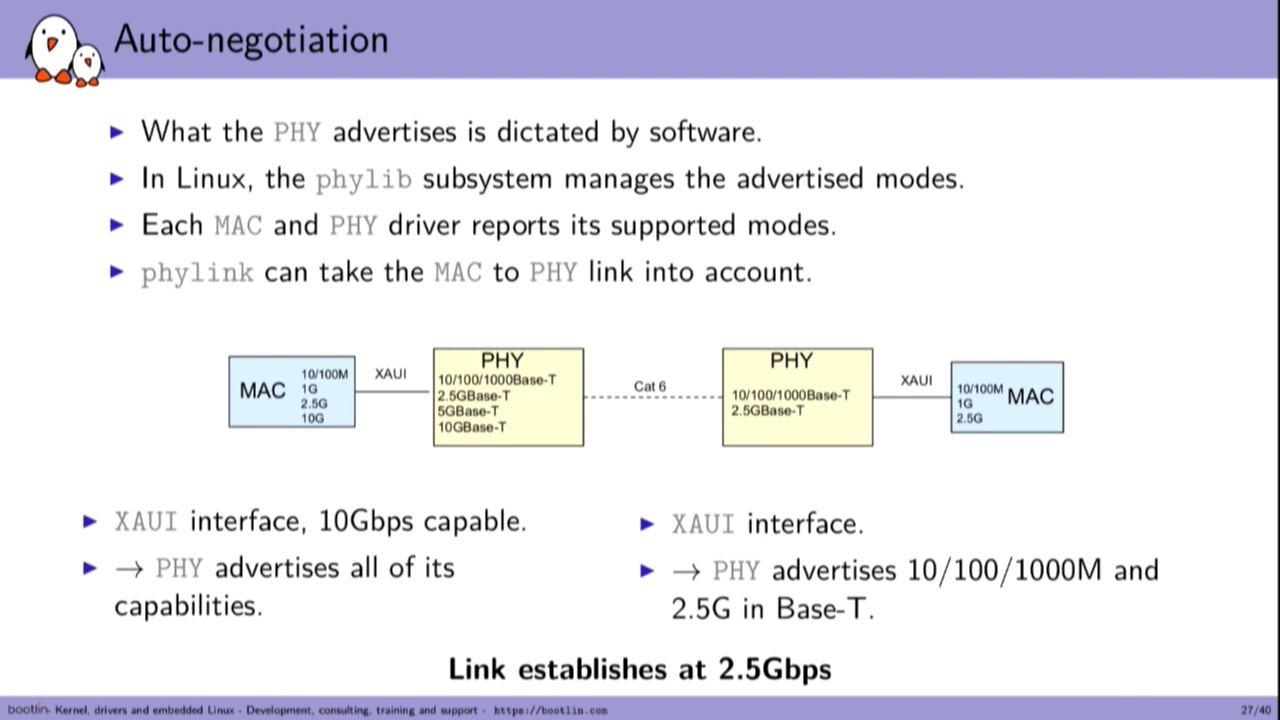 Auto-negotiation
▶ What the PHY advertises is dictated by software.
▶ In Linux, the phylib subsystem manages the advertised modes.
▶ Each MAC and PHY driver reports its supported modes.
▶ phylink can take the MAC to PHY link into account.
MAC
10/100M
1G
2.5G
10G
XAUI
PHY
10/100/1000Base-T
2.5GBase-T
5GBase-T
10GBase-T
Cat 6
PHY
10/100/1000Base-T
2.5GBase-T
XAUI
10/100M
1G
2.5G
MAC
▶ XAUI interface, 10Gbps capable.
▶ → PHY advertises all of its
capabilities.
▶ XAUI interface.
▶ → PHY advertises 10/100/1000M and
2.5G in Base-T.
Link establishes at 2.5Gbps
bootlin - Kernel, drivers and embedded Linux - Development, consulting, training and support - https://bootlin.com
27/40